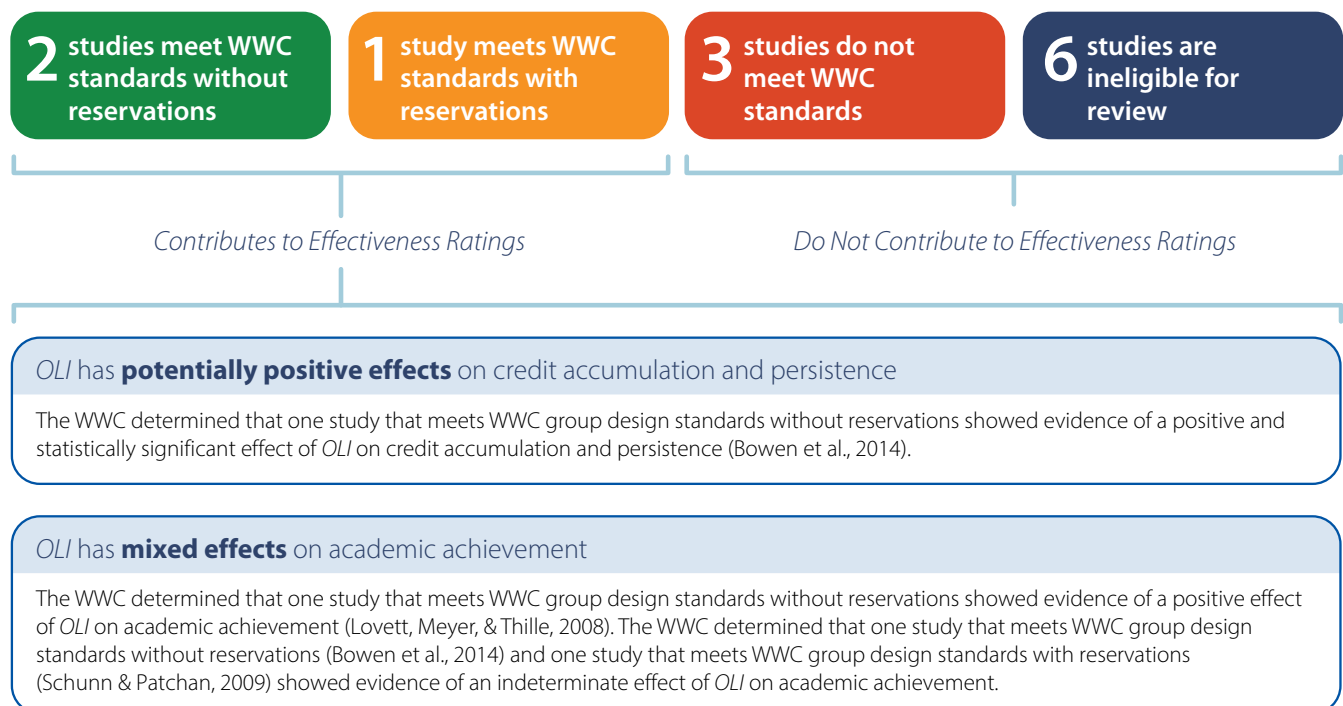 2 studies meet WWC
standards without
reservations
1 study meets WWC
standards with
reservations
3 studies do not
meet WWC
standards
6 studies are
ineligible for
review
Contributes to Effectiveness Ratings
Do Not Contribute to Effectiveness Ratings
OLI has potentially positive effects on credit accumulation and persistence
The WWC determined that one study that meets WWC group design standards without reservations showed evidence of a positive and
statistically significant effect of OLI on credit accumulation and persistence (Bowen et al., 2014).
OLI has mixed effects on academic achievement
The WWC determined that one study that meets WWC group design standards without reservations showed evidence of a positive effect
of OLI on academic achievement (Lovett, Meyer, & Thille, 2008). The WWC determined that one study that meets WWC group design
standards without reservations (Bowen et al., 2014) and one study that meets WWC group design standards with reservations
(Schunn & Patchan, 2009) showed evidence of an indeterminate effect of OLI on academic achievement.